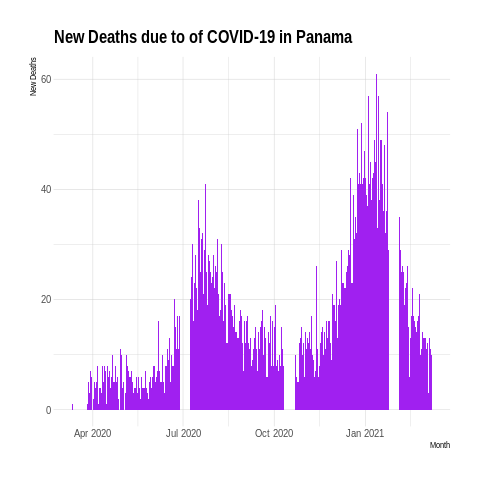 New Deaths due to of COVID-19 in Panama
New Deaths
60
40
20
0
Apr 2020
Jul 2020
Oct 2020
Jan 2021
Month